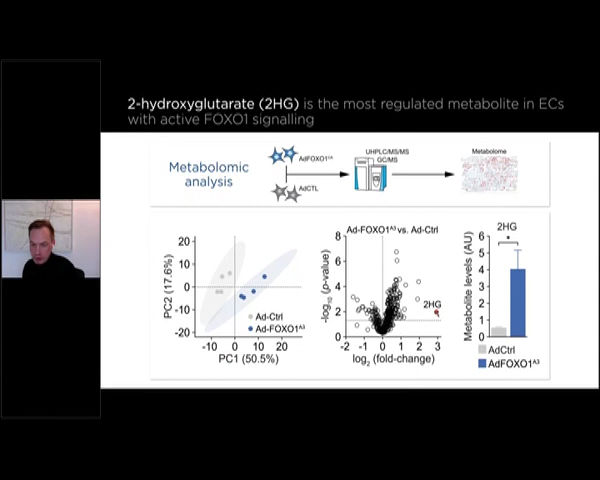 2-hydroxyglutarate (2HG) is the most regulated metabolite in ECs
with active FOXO1 signalling
Metabolomic
analysis
AdFOXO1
AdCTL
UHPLC/MS/MS
GC/MS
Metabolome
PC2 (17.6%)
20
10
0
-10
-20
-10 0 10 20
PC1 (50.5%)
Ad-Ctrl
Ad-FOXO1A3
Ad-FOXO1A3 vs. Ad-Ctrl
-log10 (p-value)
8
6
4
2
0
2HG
-2 -1 0 1 2 3
log2 (fold-change)
2HG
*
Metabolite levels (AU)
6
5
4
3
2
1
0
AdCtrl
AdFOXO1A3